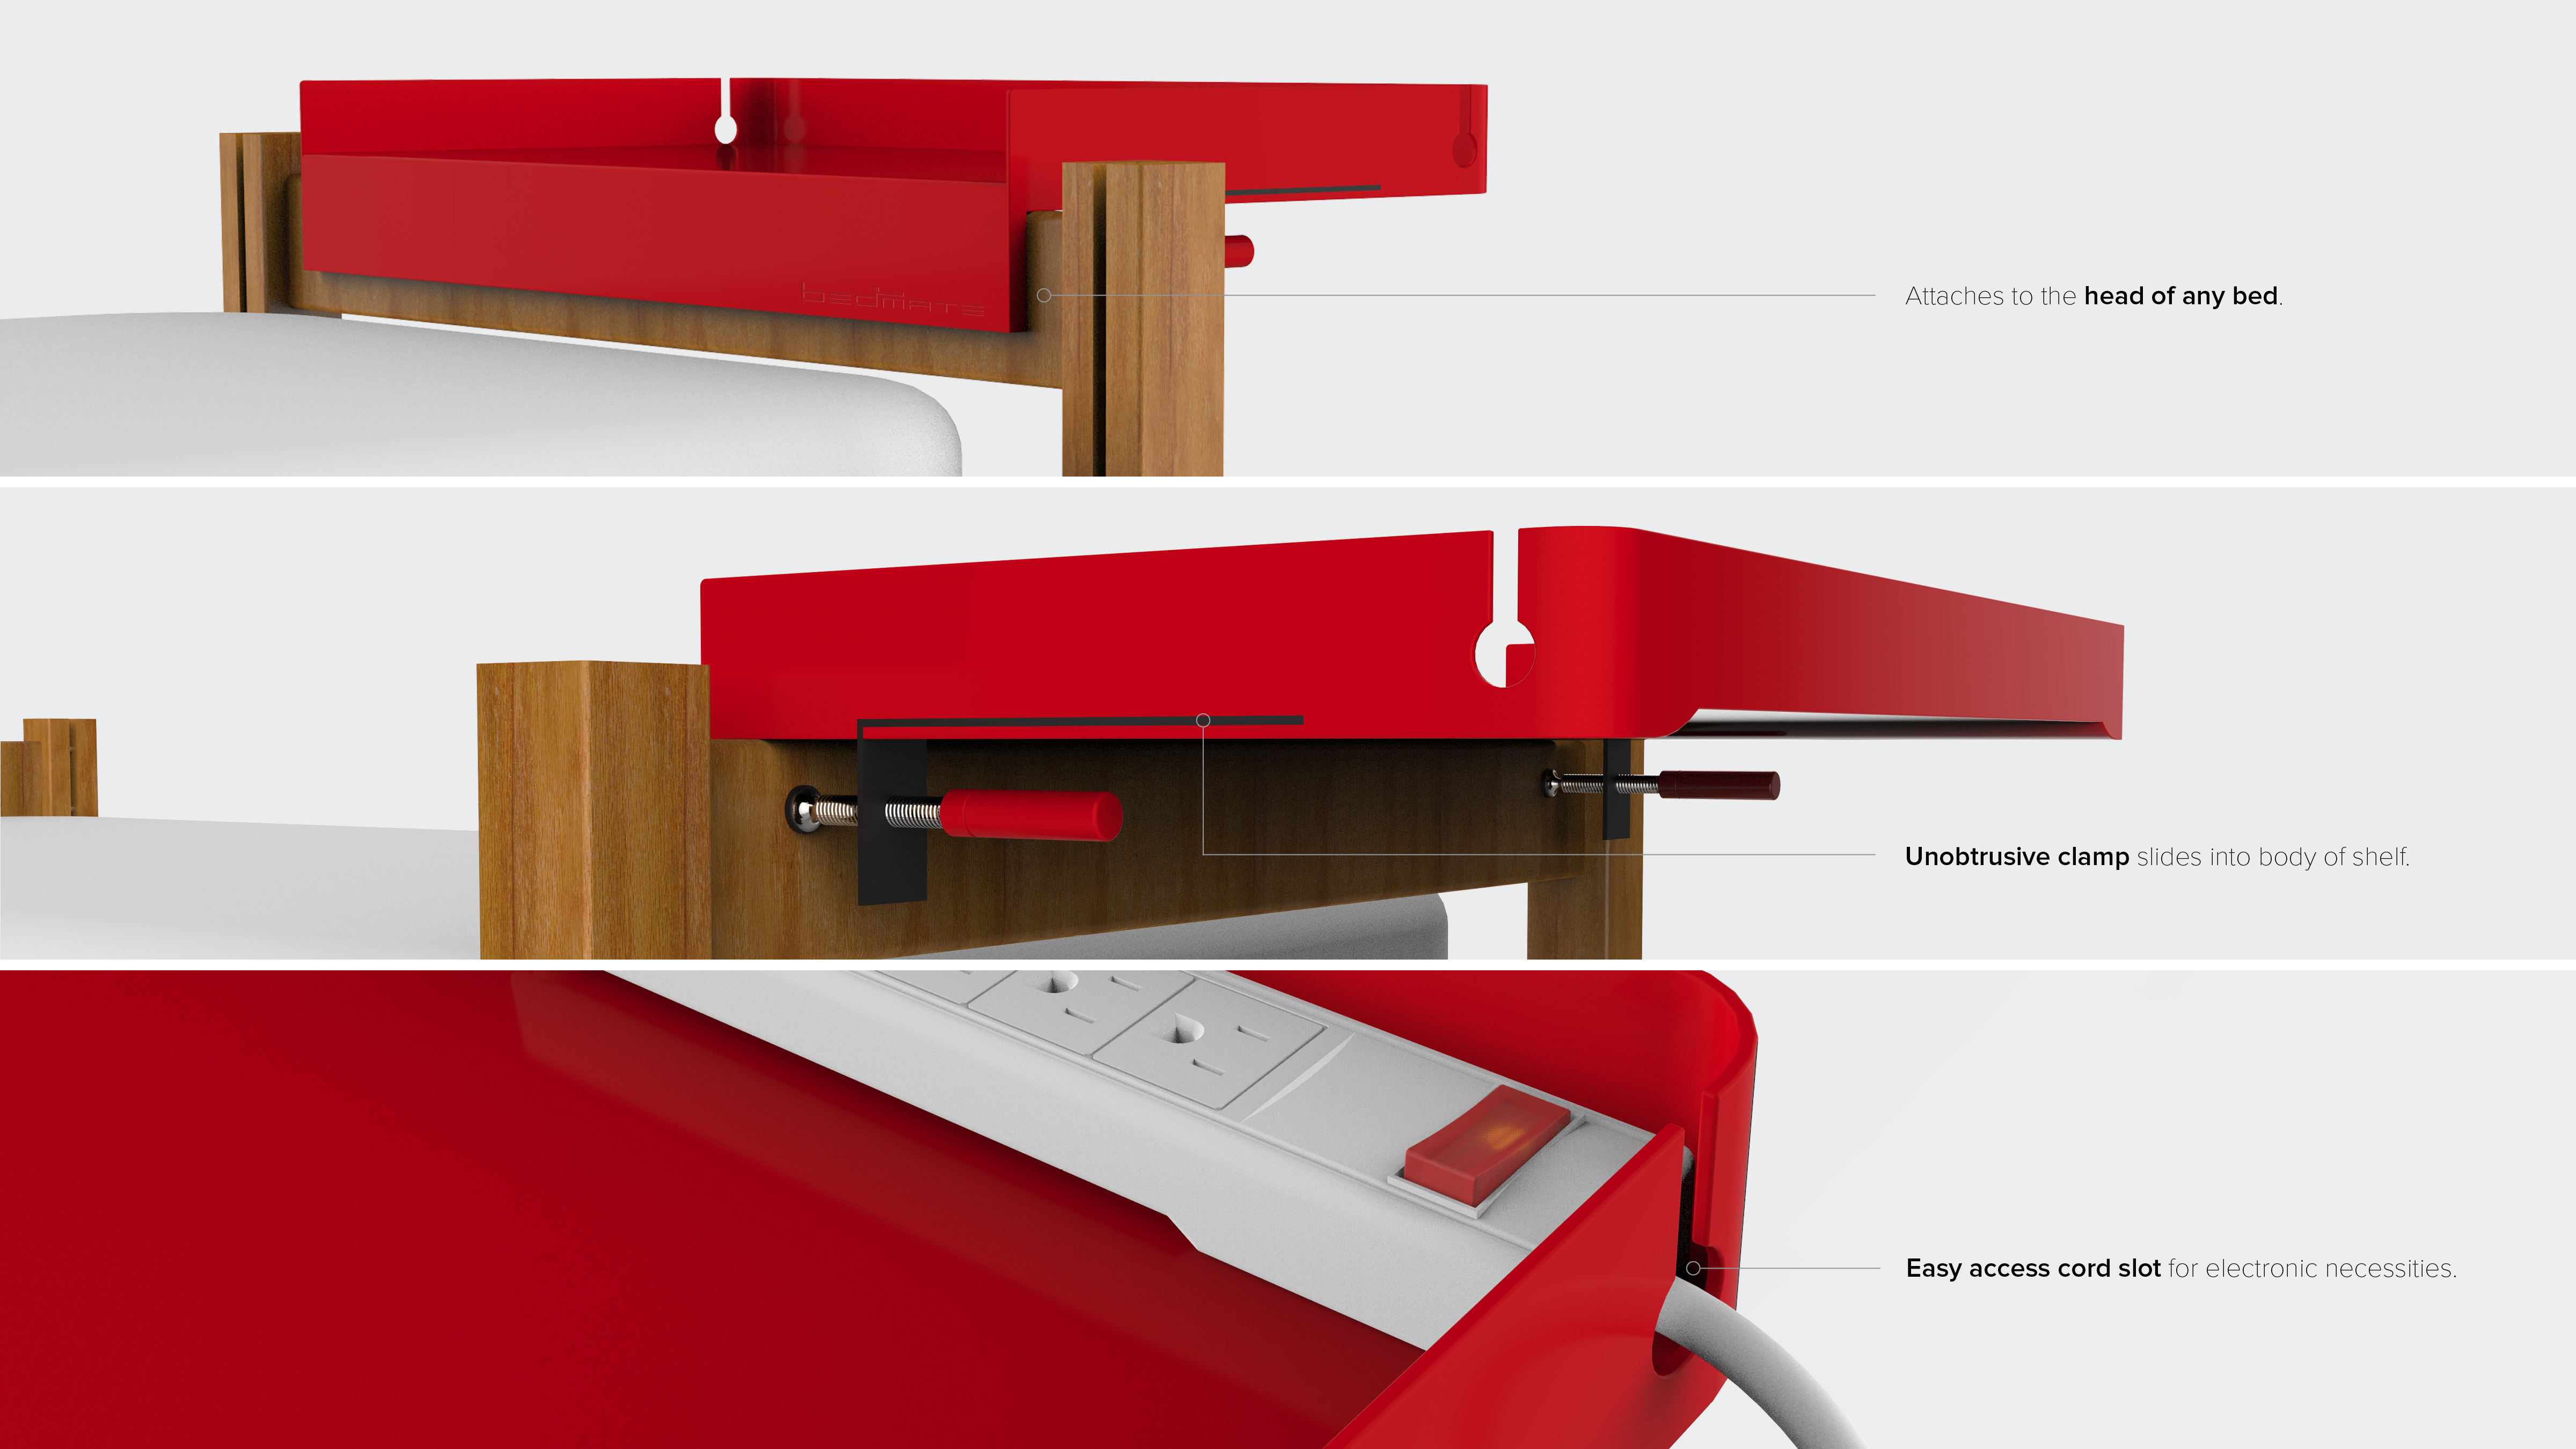 bedmate
Attaches to the head of any bed.
Unobtrusive clamp slides into body of shelf.
Easy access cord slot for electronic necessities.